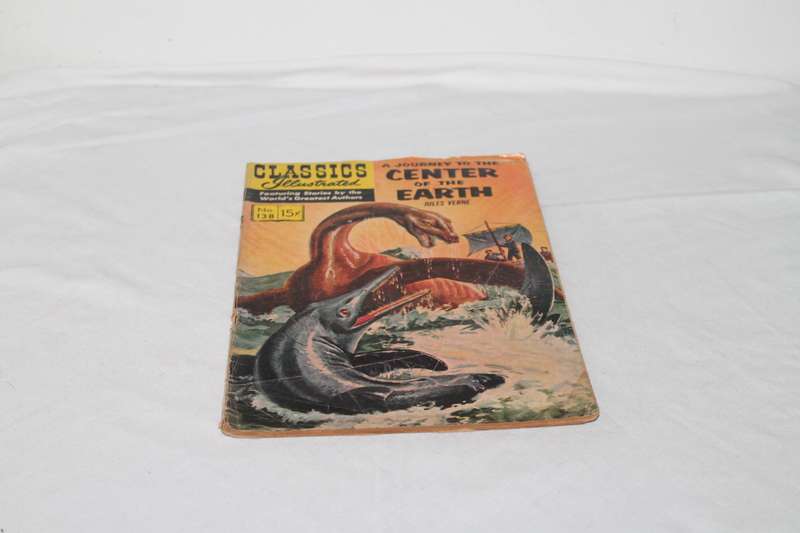 CLASSICS
Illustrated
Featuring Stories by the
World's Greatest Authors
No.
138
15¢
A JOURNEY TO THE
CENTER
OF THE
EARTH
JULES VERNE